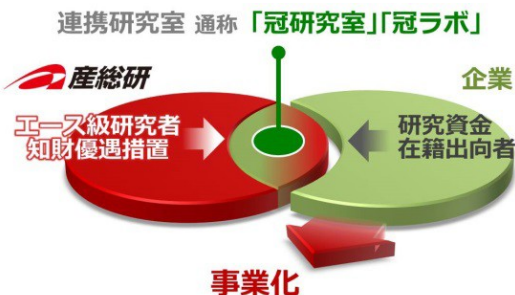 連携研究室 通称 「冠研究室」「冠ラボ」
産総研
企業
エース級研究者
知財優遇措置
研究資金
在籍出向者
事業化